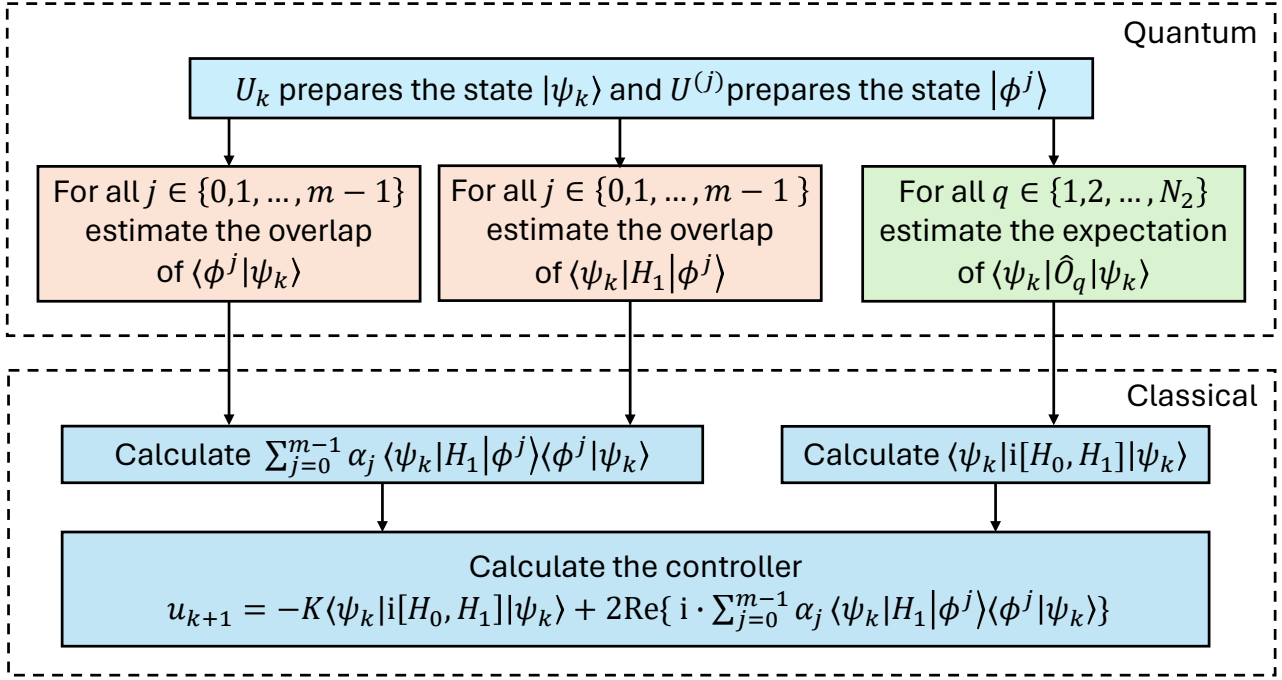 Quantum
U_k prepares the state |ψ_k⟩ and U^{(j)}prepares the state |ϕ^j⟩
For all j ∈ {0,1, …, m − 1}
estimate the overlap
of ⟨ϕ^j|ψ_k⟩
For all j ∈ {0,1, …, m − 1 }
estimate the overlap
of ⟨ψ_k|H_1|ϕ^j⟩
For all q ∈ {1,2, …, N_2}
estimate the expectation
of ⟨ψ_k|Ô_q|ψ_k⟩
Classical
Calculate ∑_{j=0}^{m−1} α_j ⟨ψ_k|H_1|ϕ^j⟩⟨ϕ^j|ψ_k⟩
Calculate ⟨ψ_k|i[H_0, H_1]|ψ_k⟩
Calculate the controller
u_{k+1} = −K⟨ψ_k|i[H_0, H_1]|ψ_k⟩ + 2Re{ i · ∑_{j=0}^{m−1} α_j ⟨ψ_k|H_1|ϕ^j⟩⟨ϕ^j|ψ_k⟩}